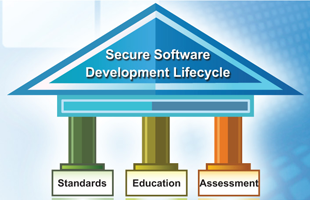 Secure Software
Development Lifecycle
Standards
Education
Assessment